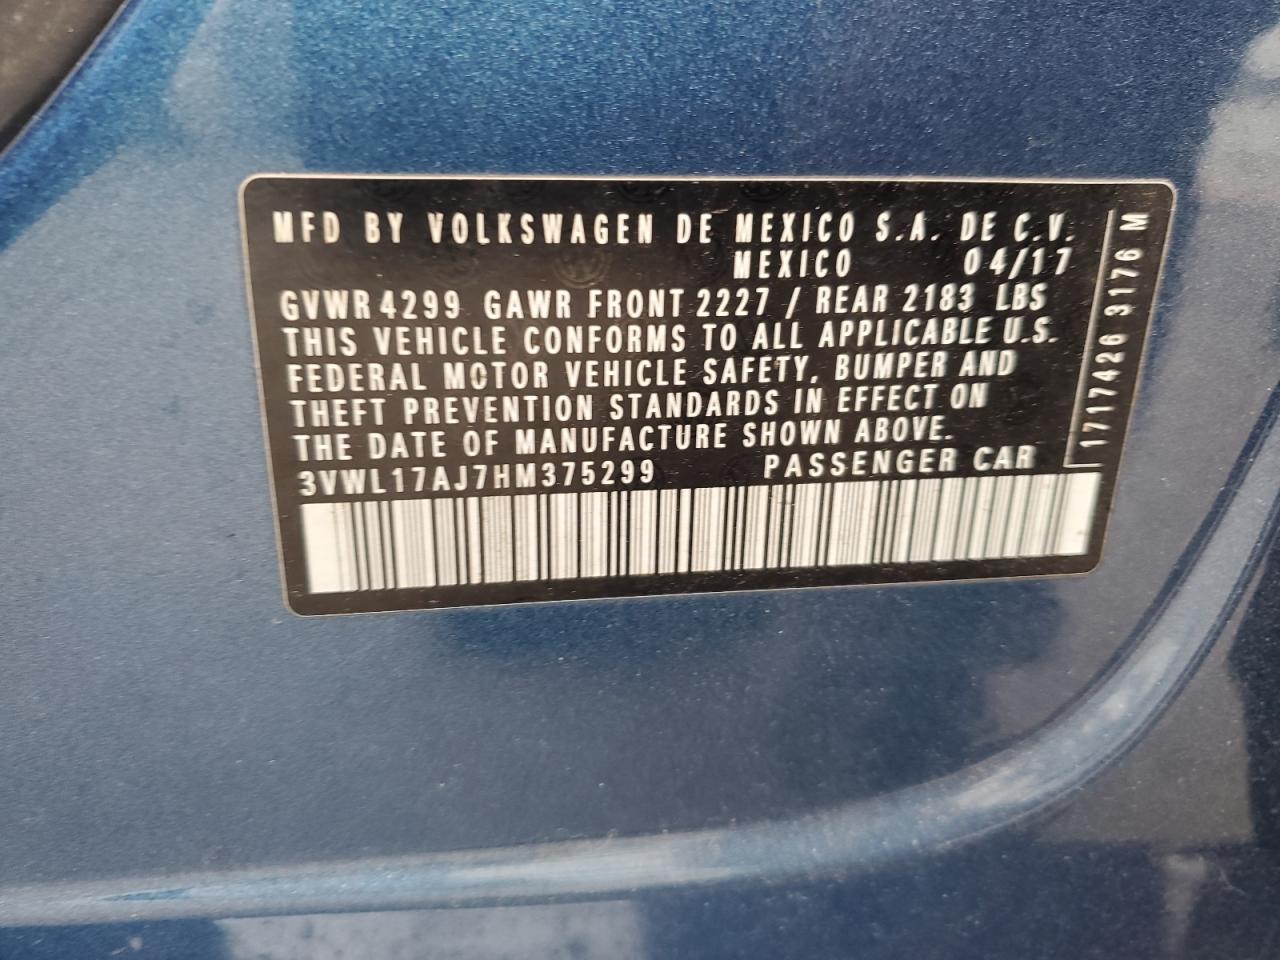 MFD BY VOLKSWAGEN DE MEXICO S.A. DE C.V.
MEXICO 04/17
GVWR 4299 GAWR FRONT 2227 / REAR 2183 LBS
THIS VEHICLE CONFORMS TO ALL APPLICABLE U.S.
FEDERAL MOTOR VEHICLE SAFETY, BUMPER AND
THEFT PREVENTION STANDARDS IN EFFECT ON
THE DATE OF MANUFACTURE SHOWN ABOVE.
3VWL17AJ7HM375299 PASSENGER CAR
1717426 3176 M